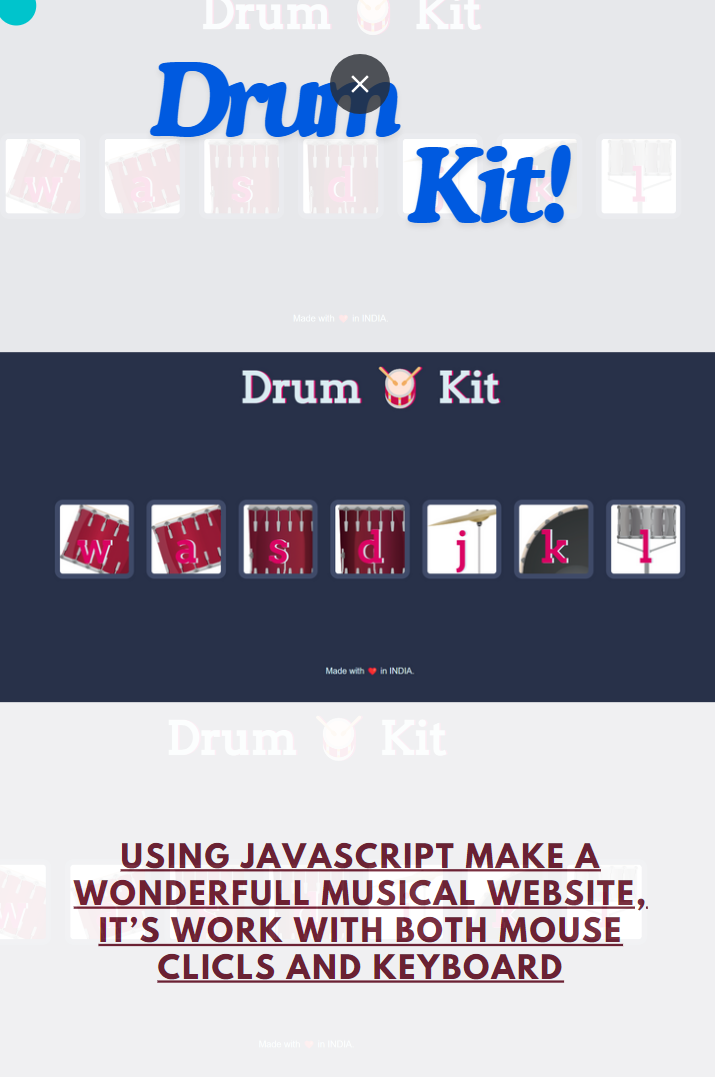 Drum Kit
Drum
Kit!
w a s d k l
Made with ❤ in INDIA.
Drum Kit
w a s d j k l
Made with ❤ in INDIA.
Drum Kit
w
USING JAVASCRIPT MAKE A
WONDERFULL MUSICAL WEBSITE,
IT’S WORK WITH BOTH MOUSE
CLICLS AND KEYBOARD
Made with ❤ in INDIA.